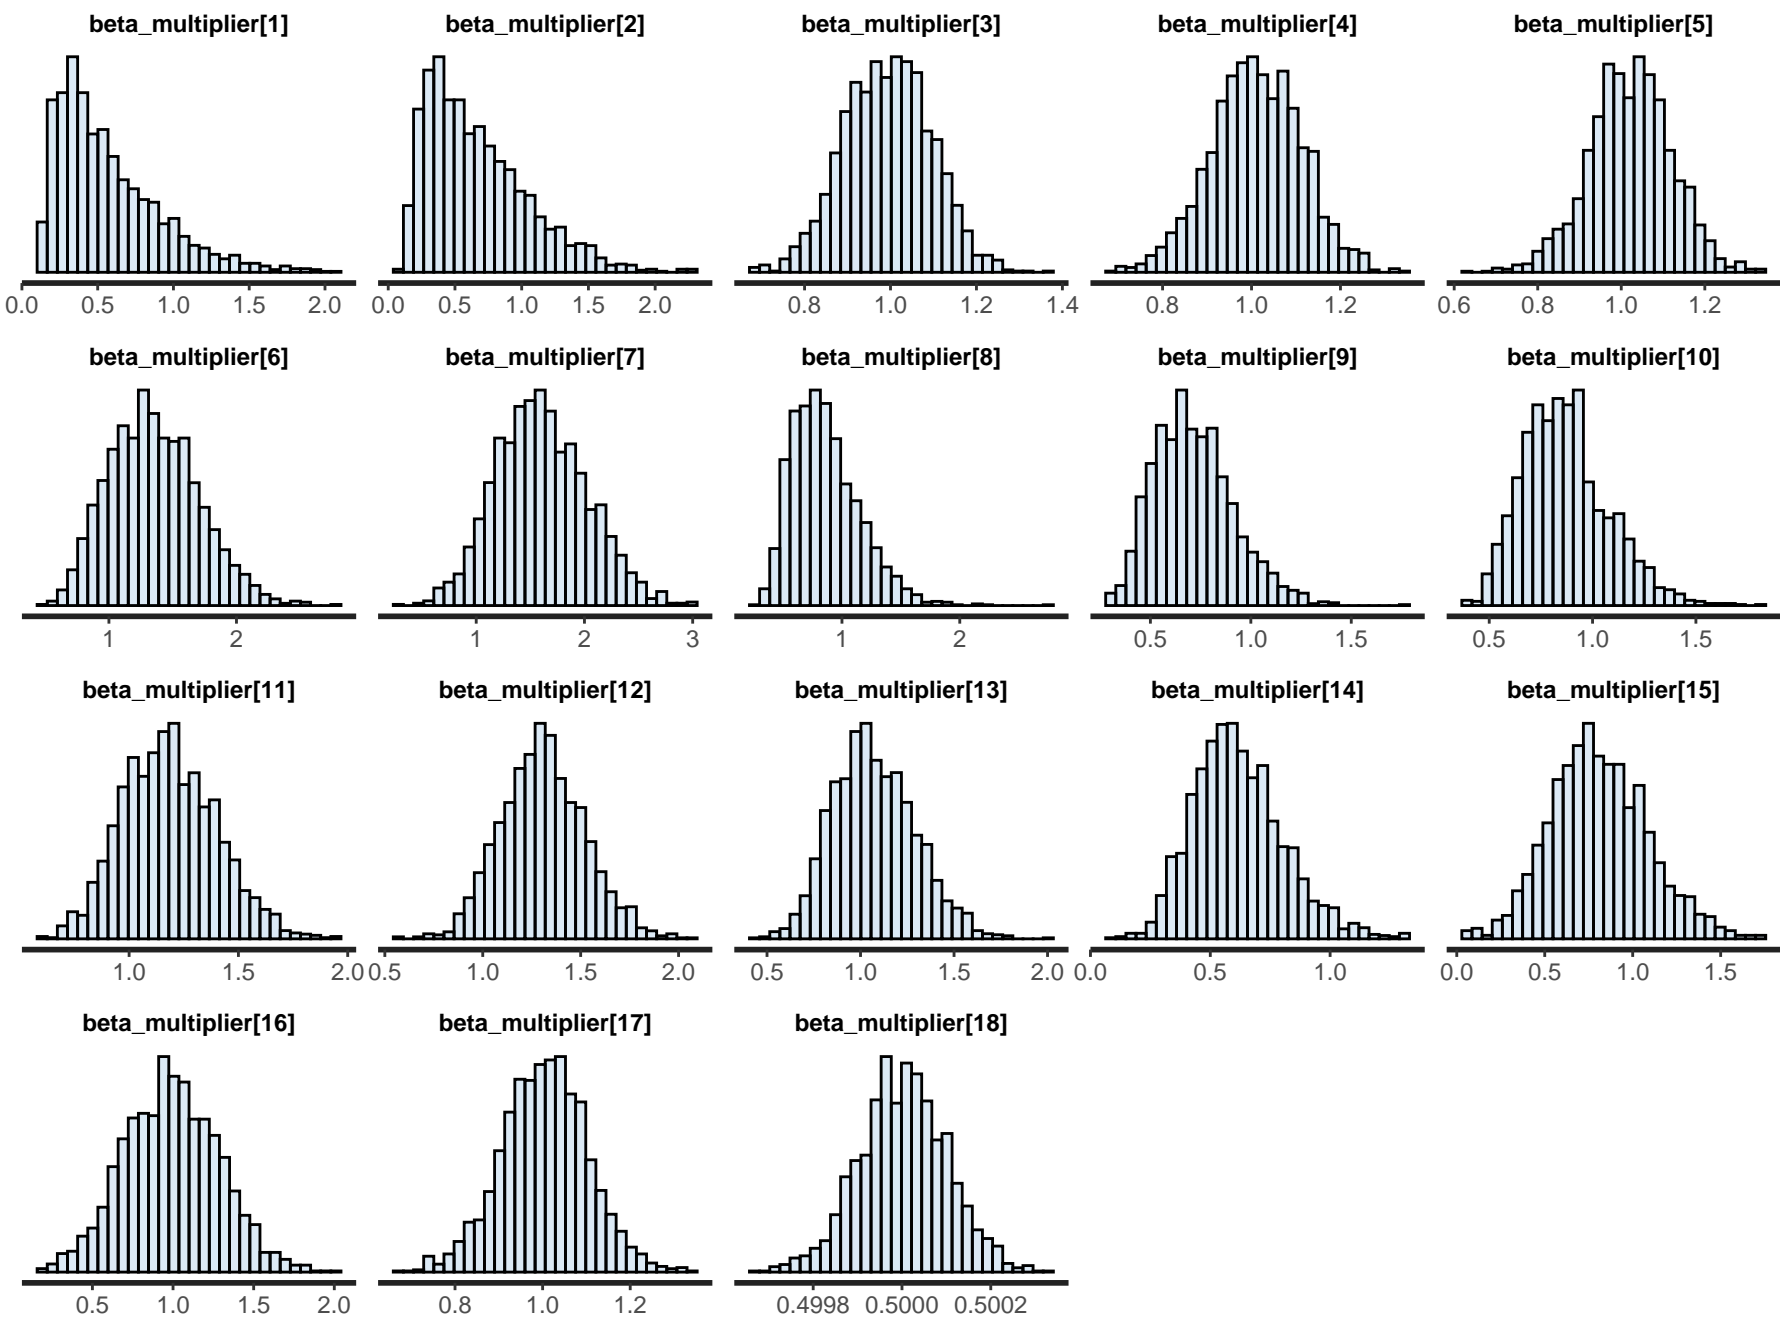 beta_multiplier[1] beta_multiplier[2] beta_multiplier[3] beta_multiplier[4] beta_multiplier[5]
0.0 0.5 1.0 1.5 2.0 0.0 0.5 1.0 1.5 2.0 0.8 1.0 1.2 1.4 0.8 1.0 1.2 0.6 0.8 1.0 1.2
beta_multiplier[6] beta_multiplier[7] beta_multiplier[8] beta_multiplier[9] beta_multiplier[10]
1 2 1 2 3 1 2 0.5 1.0 1.5 0.5 1.0 1.5
beta_multiplier[11] beta_multiplier[12] beta_multiplier[13] beta_multiplier[14] beta_multiplier[15]
1.0 1.5 2.0 0.5 1.0 1.5 2.0 0.5 1.0 1.5 2.0 0.0 0.5 1.0 0.0 0.5 1.0 1.5
beta_multiplier[16] beta_multiplier[17] beta_multiplier[18]
0.5 1.0 1.5 2.0 0.8 1.0 1.2 0.4998 0.5000 0.5002